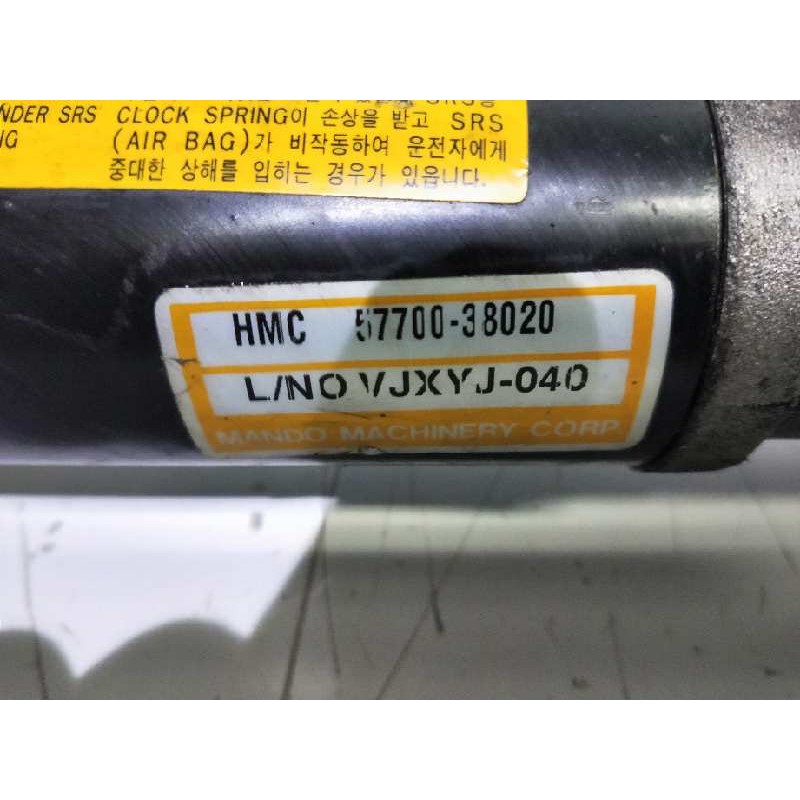 NDER SRS CLOCK SPRING이 손상을 받고 SRS
NG (AIR BAG)가 비작동하여 운전자에게
중대한 상해를 입히는 경우가 있읍니다.
HMC 57700-38020
L/NO VJXYJ-040
MANDO MACHINERY CORP.